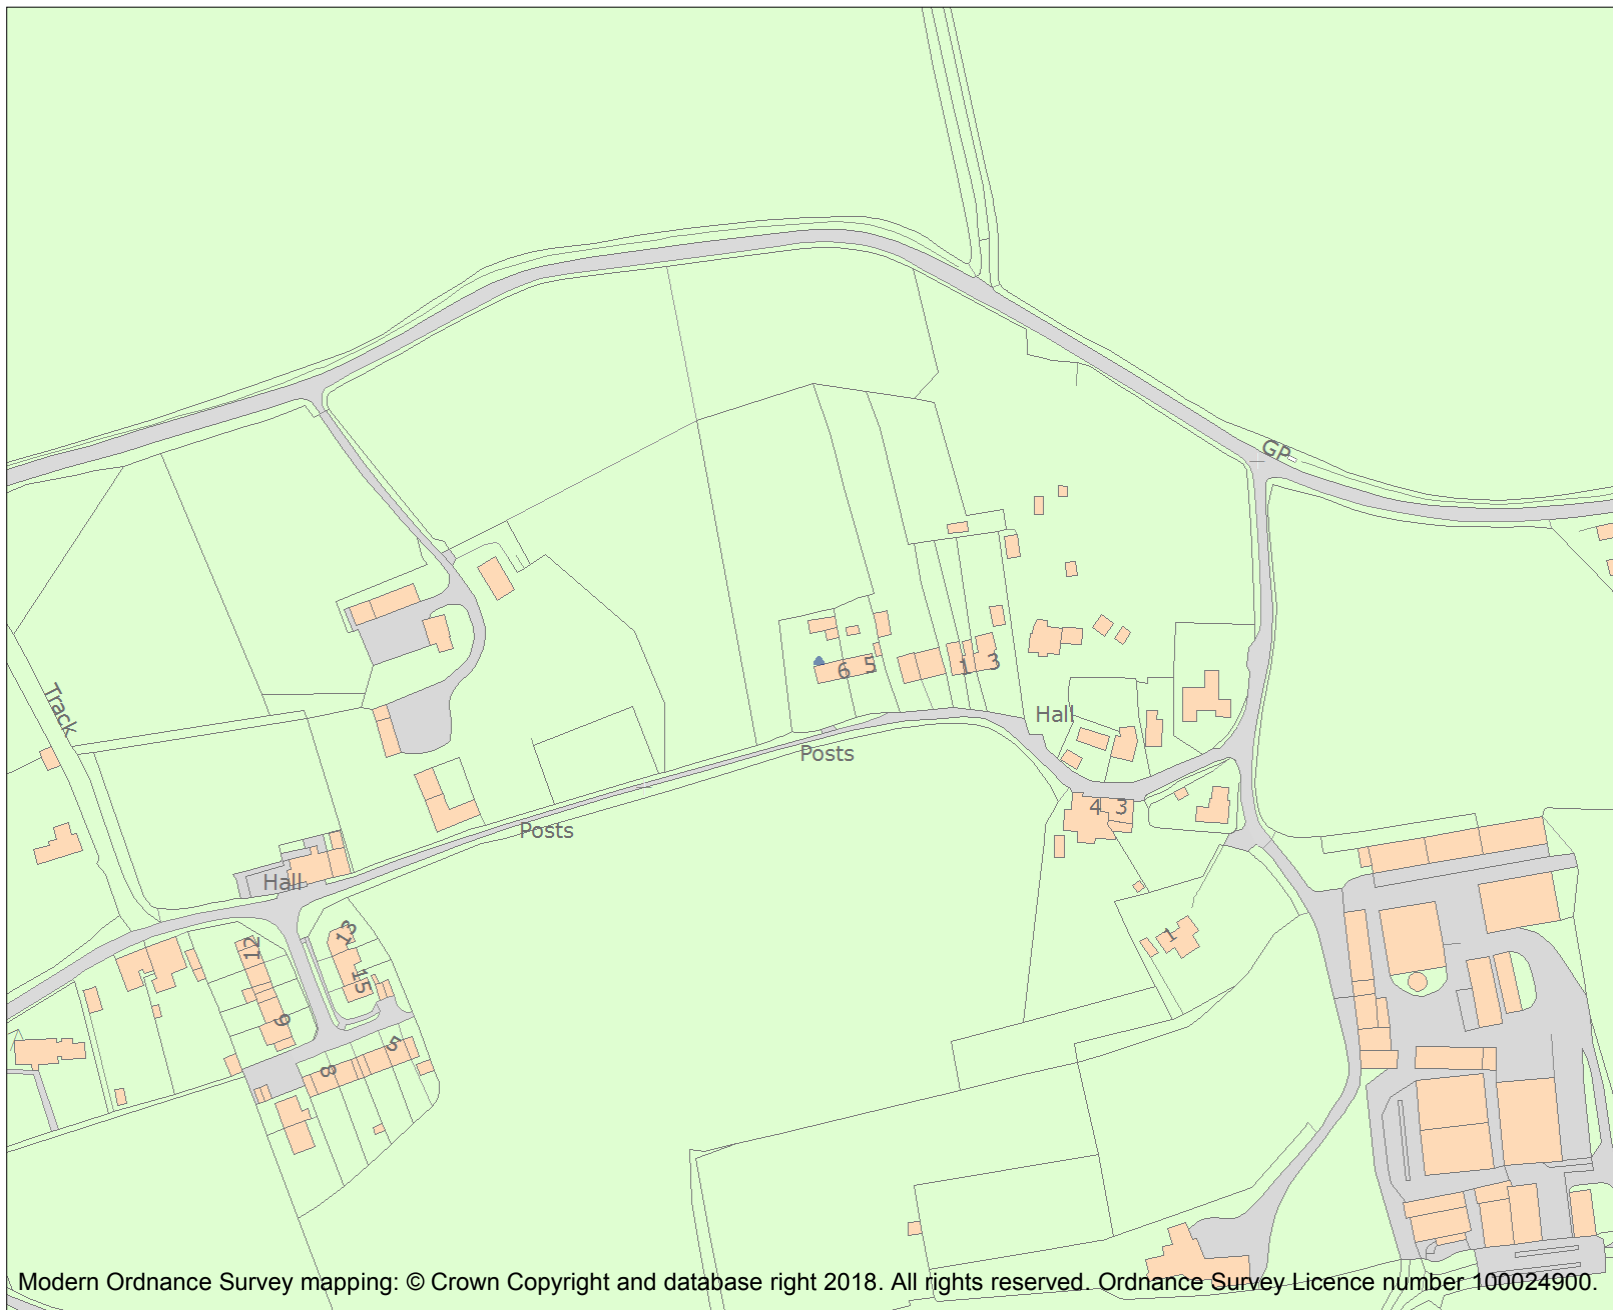 GP
6 5
1 3
Track
Hall
Posts
4 3
Posts
Hall
13
12
1
15
9
5
8
Modern Ordnance Survey mapping: © Crown Copyright and database right 2018. All rights reserved. Ordnance Survey Licence number 100024900.